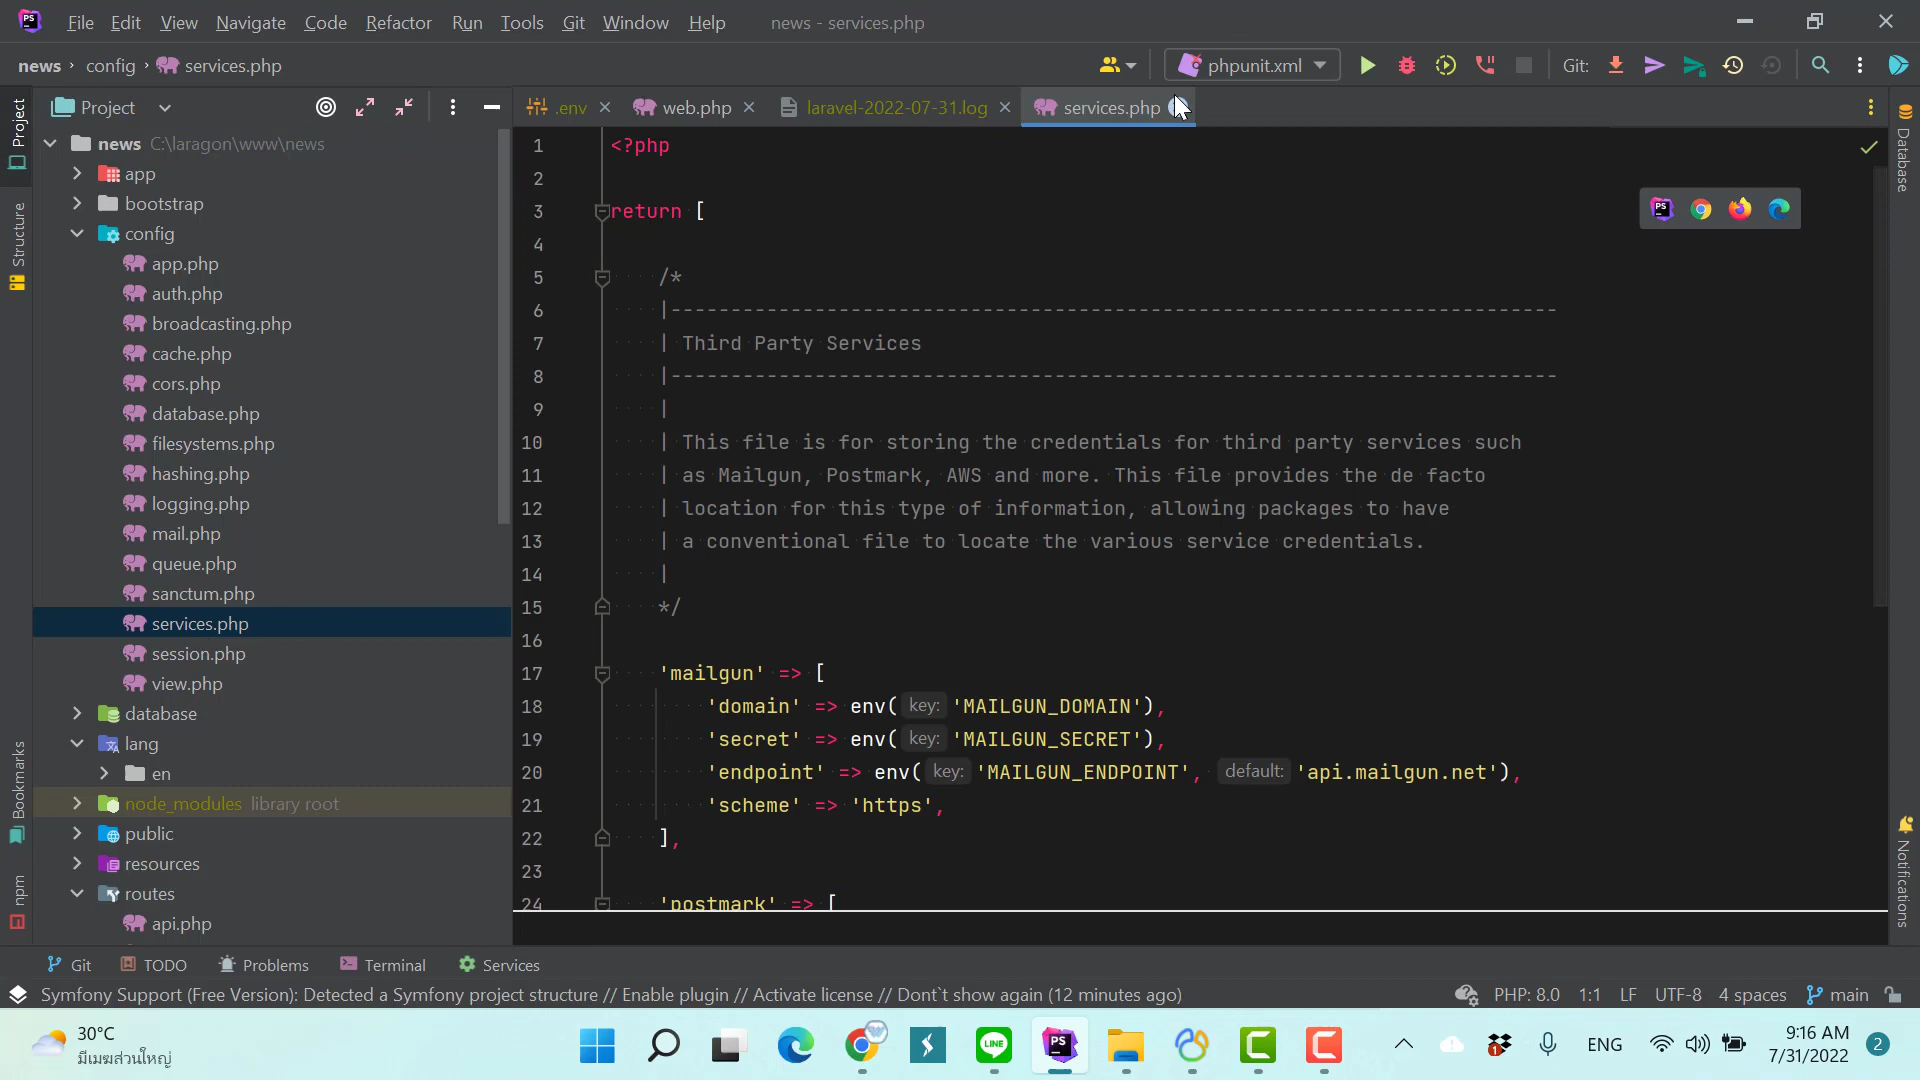 File Edit View Navigate Code Refactor Run Tools Git Window Help news - services.php
news config services.php phpunit.xml Git:
Project .env web.php laravel-2022-07-31.log services.php
Project
Structure
Bookmarks
npm
news C:\laragon\www\news
app
bootstrap
config
app.php
auth.php
broadcasting.php
cache.php
cors.php
database.php
filesystems.php
hashing.php
logging.php
mail.php
queue.php
sanctum.php
services.php
session.php
view.php
database
lang
en
node_modules library root
public
resources
routes
api.php
1 <?php
2
3 return [
4
5 /*
6 |--------------------------------------------------------------------------
7 | Third Party Services
8 |--------------------------------------------------------------------------
9 |
10 | This file is for storing the credentials for third party services such
11 | as Mailgun, Postmark, AWS and more. This file provides the de facto
12 | location for this type of information, allowing packages to have
13 | a conventional file to locate the various service credentials.
14 |
15 */
16
17 'mailgun' => [
18 'domain' => env( key: 'MAILGUN_DOMAIN'),
19 'secret' => env( key: 'MAILGUN_SECRET'),
20 'endpoint' => env( key: 'MAILGUN_ENDPOINT', default: 'api.mailgun.net'),
21 'scheme' => 'https',
22 ],
23
24 'postmark' => [
Database
Notifications
Git TODO Problems Terminal Services
Symfony Support (Free Version): Detected a Symfony project structure // Enable plugin // Activate license // Dont`t show again (12 minutes ago) PHP: 8.0 1:1 LF UTF-8 4 spaces main
30°C
มีเมฆส่วนใหญ่
PS
LINE
1
ENG
9:16 AM
7/31/2022
2